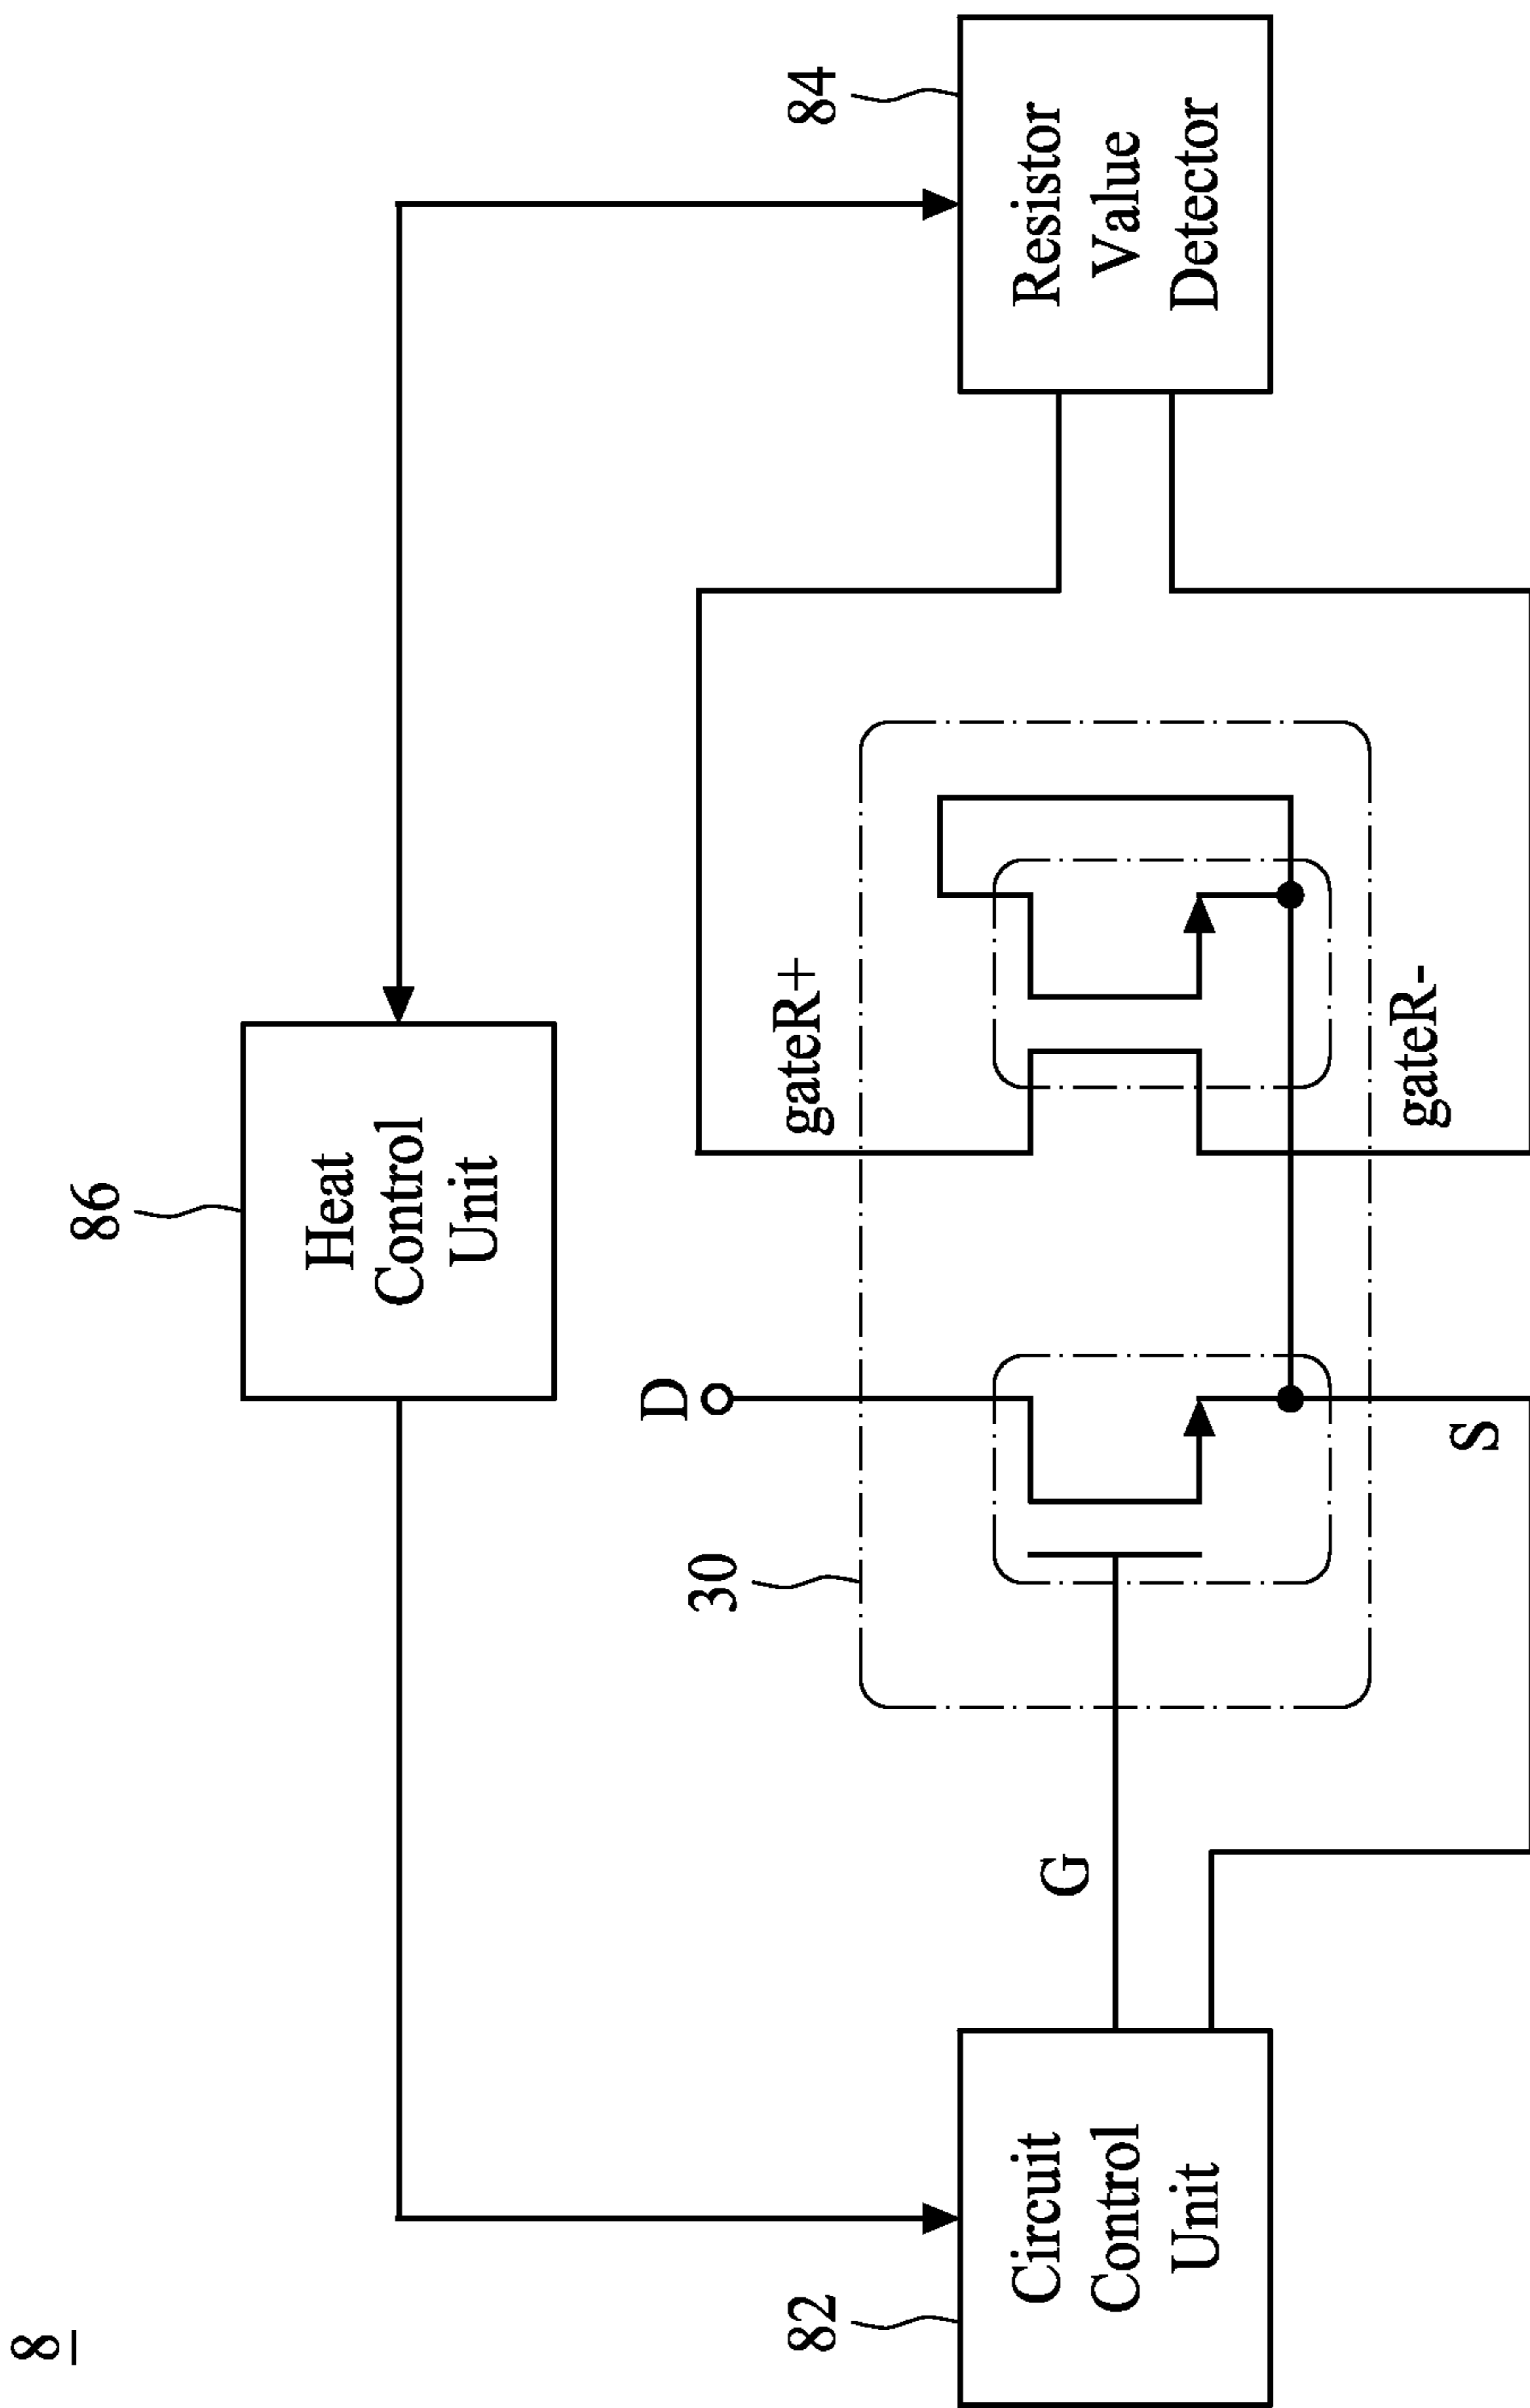 8
86
Heat
Control
Unit
D
30
gateR+
84
Resistor
Value
Detector
82
Circuit
Control
Unit
G
S
gateR-